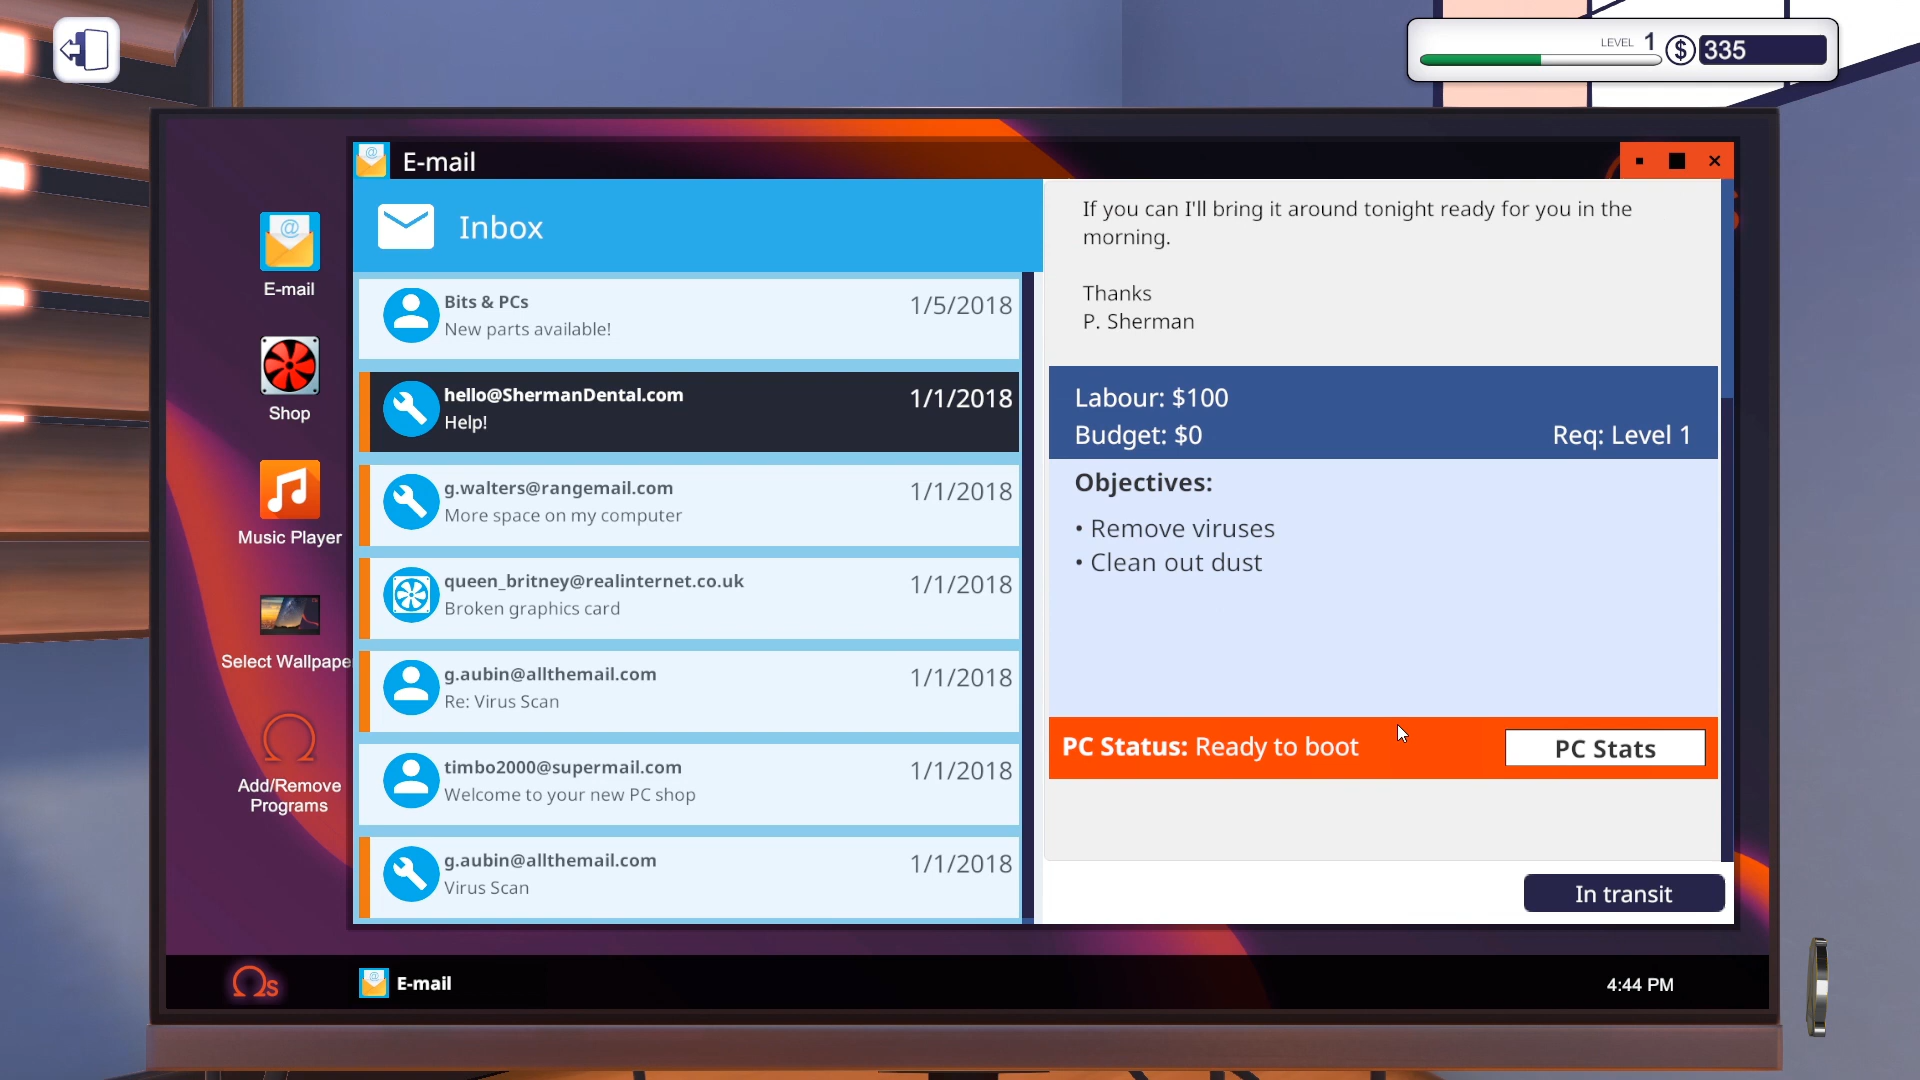 LEVEL 1
$ 335
E-mail
Inbox
If you can I'll bring it around tonight ready for you in the
morning.
Thanks
P. Sherman
E-mail
Shop
Music Player
Select Wallpape
Add/Remove
Programs
Bits & PCs
1/5/2018
New parts available!
hello@ShermanDental.com
1/1/2018
Help!
g.walters@rangemail.com
1/1/2018
More space on my computer
queen_britney@realinternet.co.uk
1/1/2018
Broken graphics card
g.aubin@allthemail.com
1/1/2018
Re: Virus Scan
timbo2000@supermail.com
1/1/2018
Welcome to your new PC shop
g.aubin@allthemail.com
1/1/2018
Virus Scan
Labour: $100
Budget: $0
Req: Level 1
Objectives:
• Remove viruses
• Clean out dust
PC Status: Ready to boot
PC Stats
In transit
Ωs
E-mail
4:44 PM